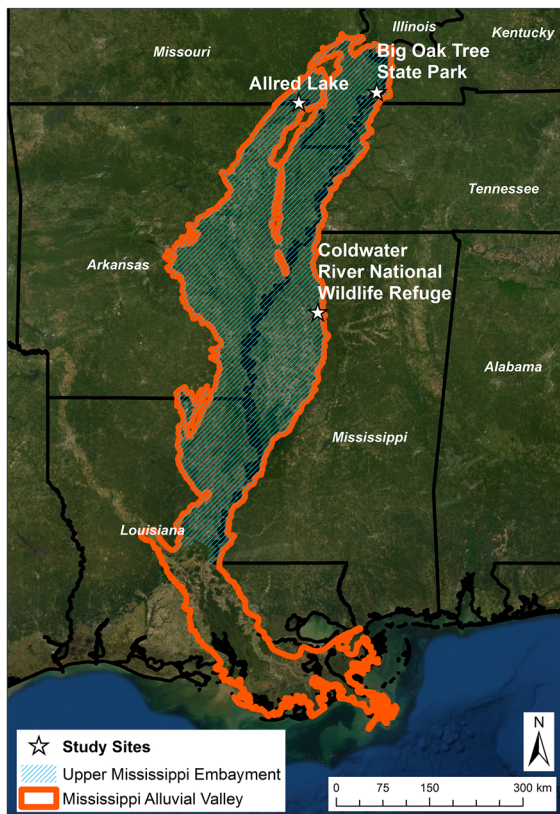 Illinois
Missouri
Kentucky
Big Oak Tree
State Park
Allred Lake
Tennessee
Coldwater
River National
Wildlife Refuge
Arkansas
Alabama
Mississippi
Louisiana
N
Study Sites
Upper Mississippi Embayment
Mississippi Alluvial Valley
0 75 150 300 km